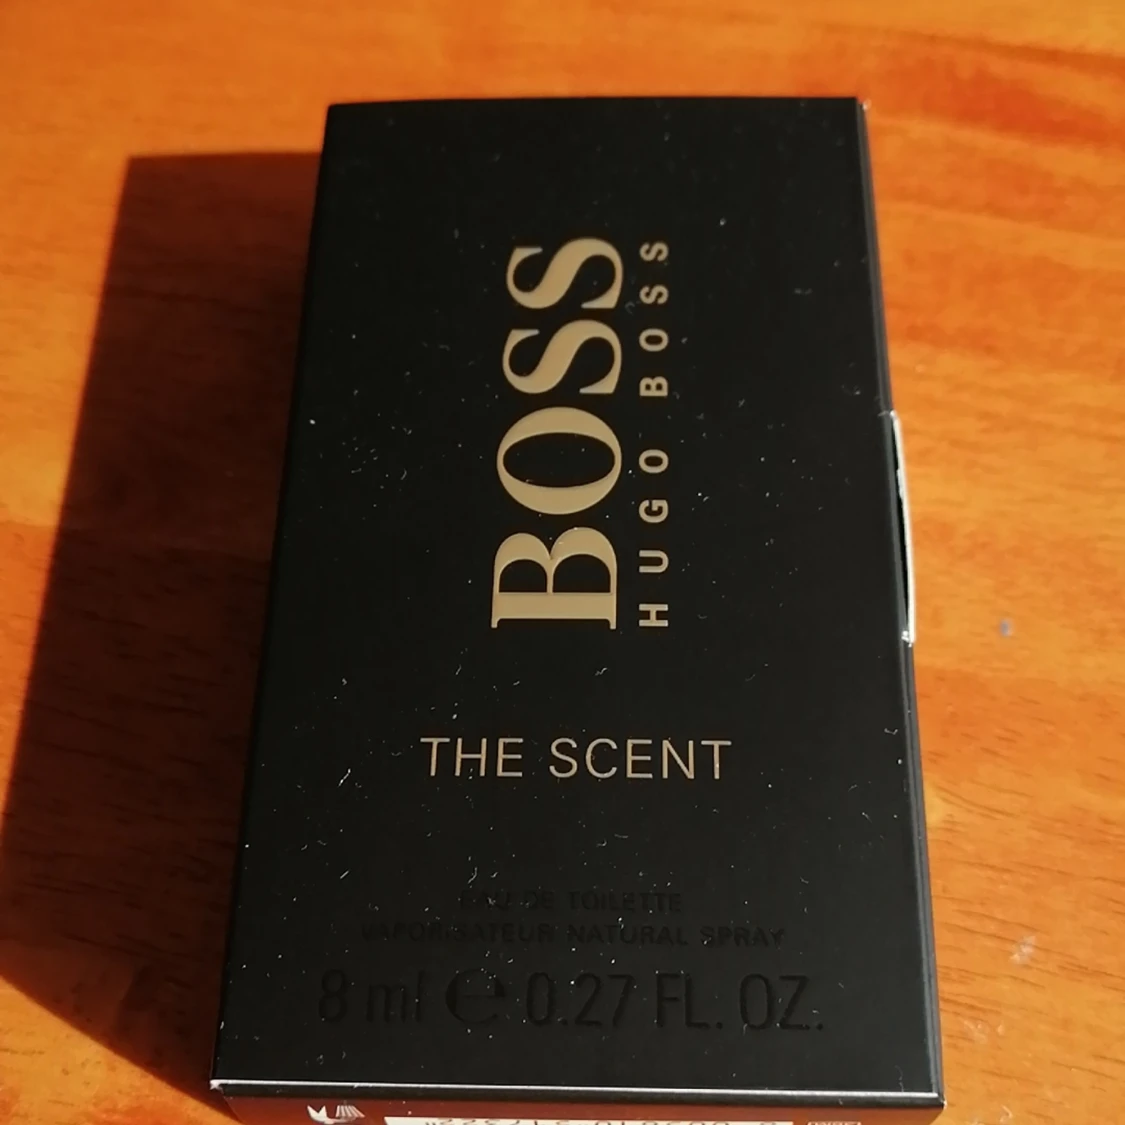 BOSS
HUGO BOSS
THE SCENT
EAU DE TOILETTE
VAPORISATEUR NATURAL SPRAY
8 ml ℮ 0.27 FL. OZ.